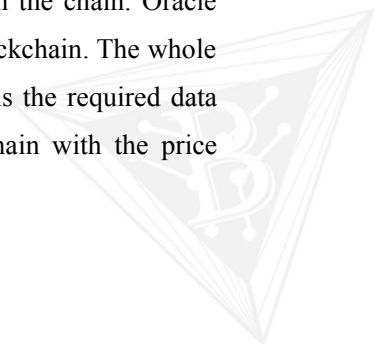 the chain. Oracle
ckchain. The whole
s the required data
hain with the price